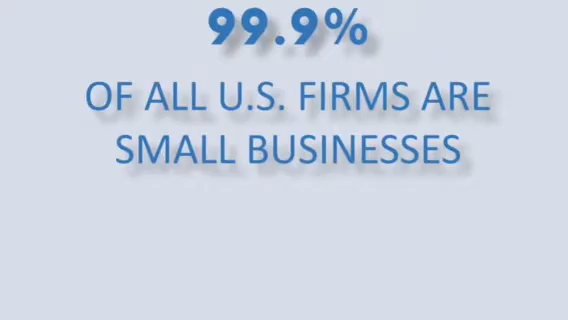 99.9%
OF ALL U.S. FIRMS ARE
SMALL BUSINESSES